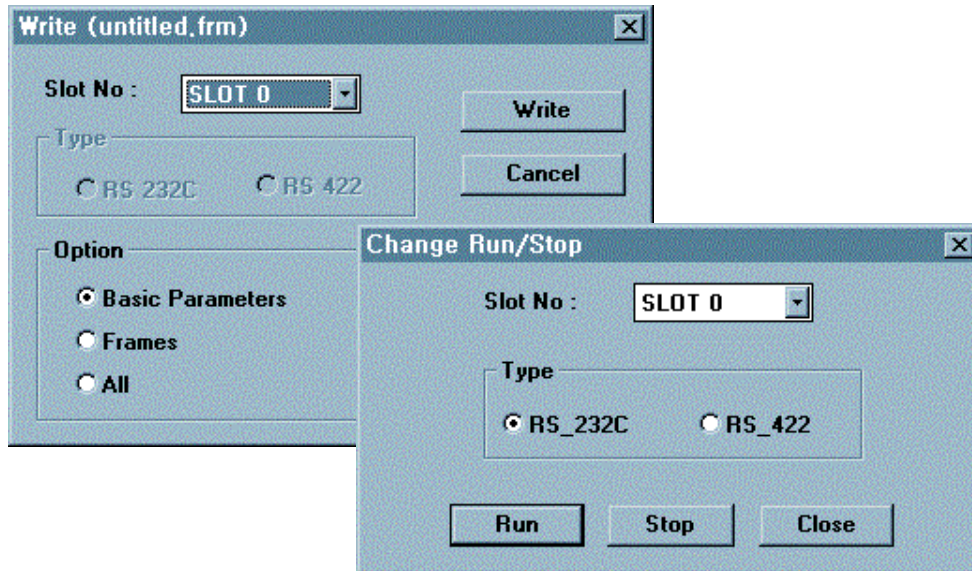 Write (untitled.frm)
Slot No : SLOT 0
Write
Type
RS 232C RS 422
Cancel
Option
Basic Parameters
Frames
All
Change Run/Stop
Slot No : SLOT 0
Type
RS_232C RS_422
Run Stop Close